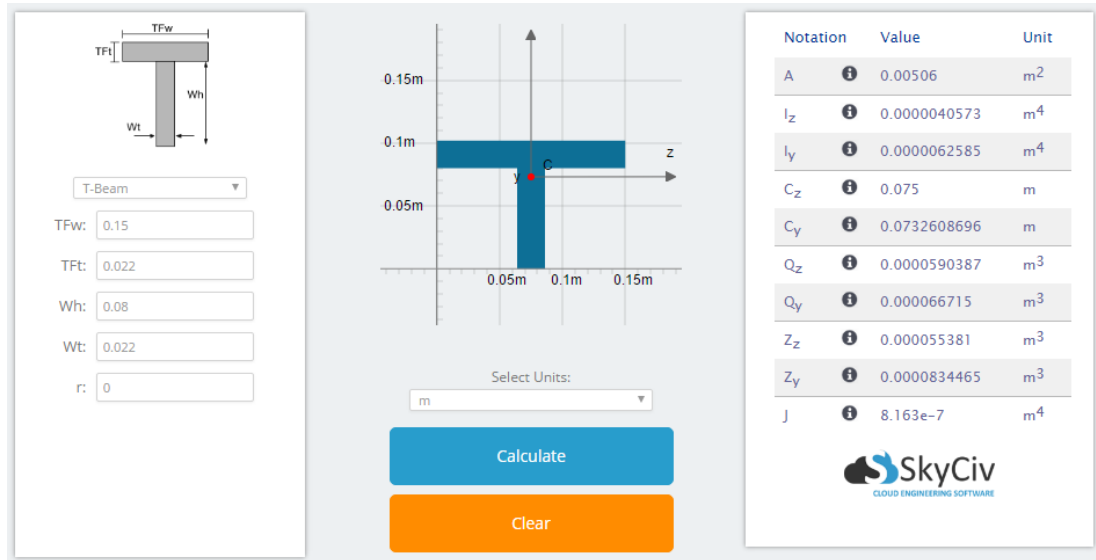 TFw
TFt
Wh
Wt
T-Beam
TFw: 0.15
TFt: 0.022
Wh: 0.08
Wt: 0.022
r: 0
0.15m
0.1m
0.05m
z
C
y
0.05m 0.1m 0.15m
Select Units:
m
Calculate
Clear
Notation Value Unit
A 0.00506 m2
Iz 0.0000040573 m4
Iy 0.0000062585 m4
Cz 0.075 m
Cy 0.0732608696 m
Qz 0.0000590387 m3
Qy 0.000066715 m3
Zz 0.000055381 m3
Zy 0.0000834465 m3
J 8.163e-7 m4
SkyCiv
CLOUD ENGINEERING SOFTWARE